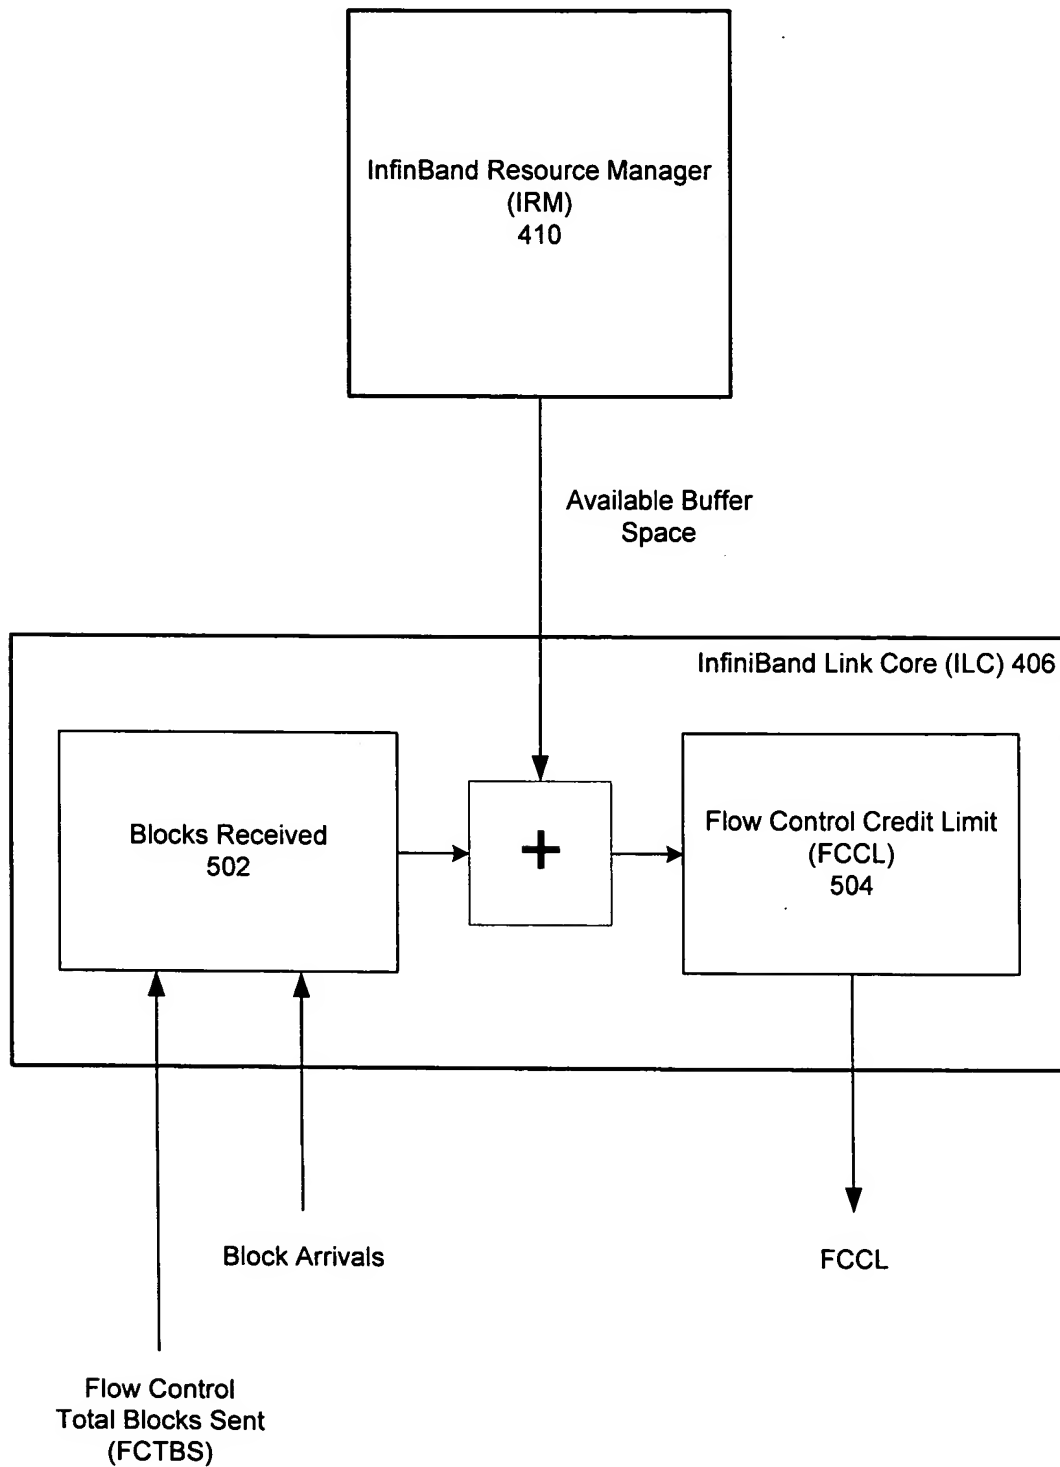 InfinBand Resource Manager
(IRM)
410
Available Buffer
Space
InfiniBand Link Core (ILC) 406
Blocks Received
502
+
Flow Control Credit Limit
(FCCL)
504
Block Arrivals
FCCL
Flow Control
Total Blocks Sent
(FCTBS)